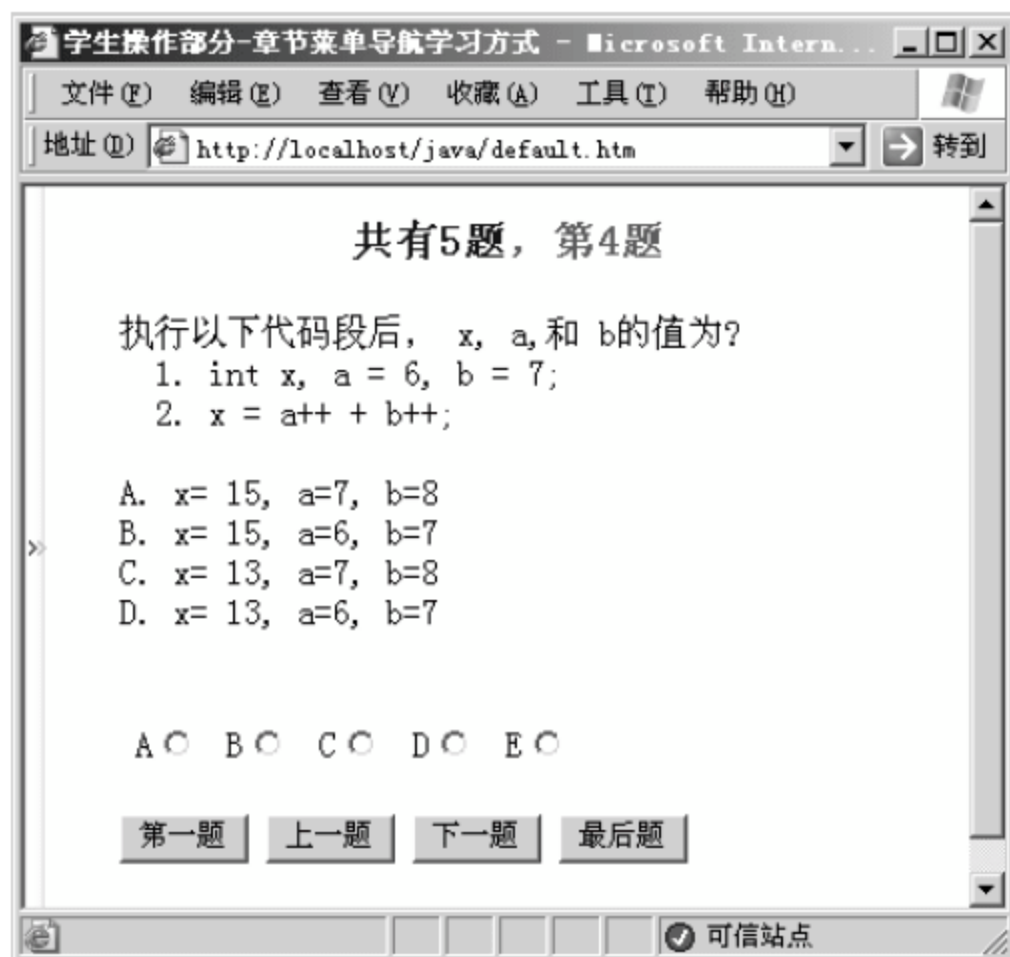 学生操作部分-章节菜单导航学习方式 - Microsoft Intern...
文件(F) 编辑(E) 查看(V) 收藏(A) 工具(T) 帮助(H)
地址(D) http://localhost/java/default.htm 转到
共有5题, 第4题
执行以下代码段后, x, a,和 b的值为?
1. int x, a = 6, b = 7;
2. x = a++ + b++;
A. x= 15, a=7, b=8
B. x= 15, a=6, b=7
C. x= 13, a=7, b=8
D. x= 13, a=6, b=7
A B C D E
第一题 上一题 下一题 最后题
可信站点